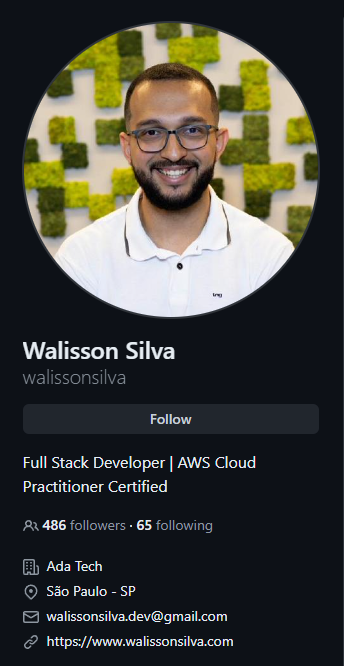 Walisson Silva
walissonsilva
Follow
Full Stack Developer | AWS Cloud
Practitioner Certified
486 followers · 65 following
Ada Tech
São Paulo - SP
walissonsilva.dev@gmail.com
https://www.walissonsilva.com